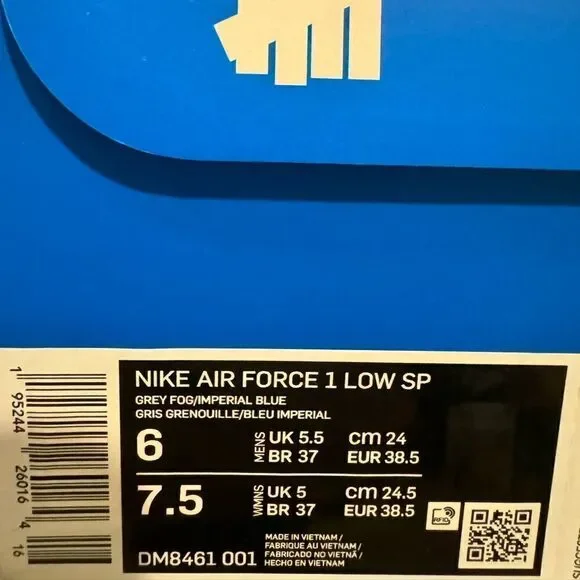 NIKE AIR FORCE 1 LOW SP
GREY FOG/IMPERIAL BLUE
GRIS GRENOUILLE/BLEU IMPERIAL
6 MENS UK 5.5 cm 24
BR 37 EUR 38.5
7.5 WMNS UK 5 cm 24.5
BR 37 EUR 38.5
RFID
DM8461 001
MADE IN VIETNAM/
FABRIQUE AU VIETNAM/
FABRICADO NO VIETNÃ/
HECHO EN VIETNAM
1 95244 26016 4
16